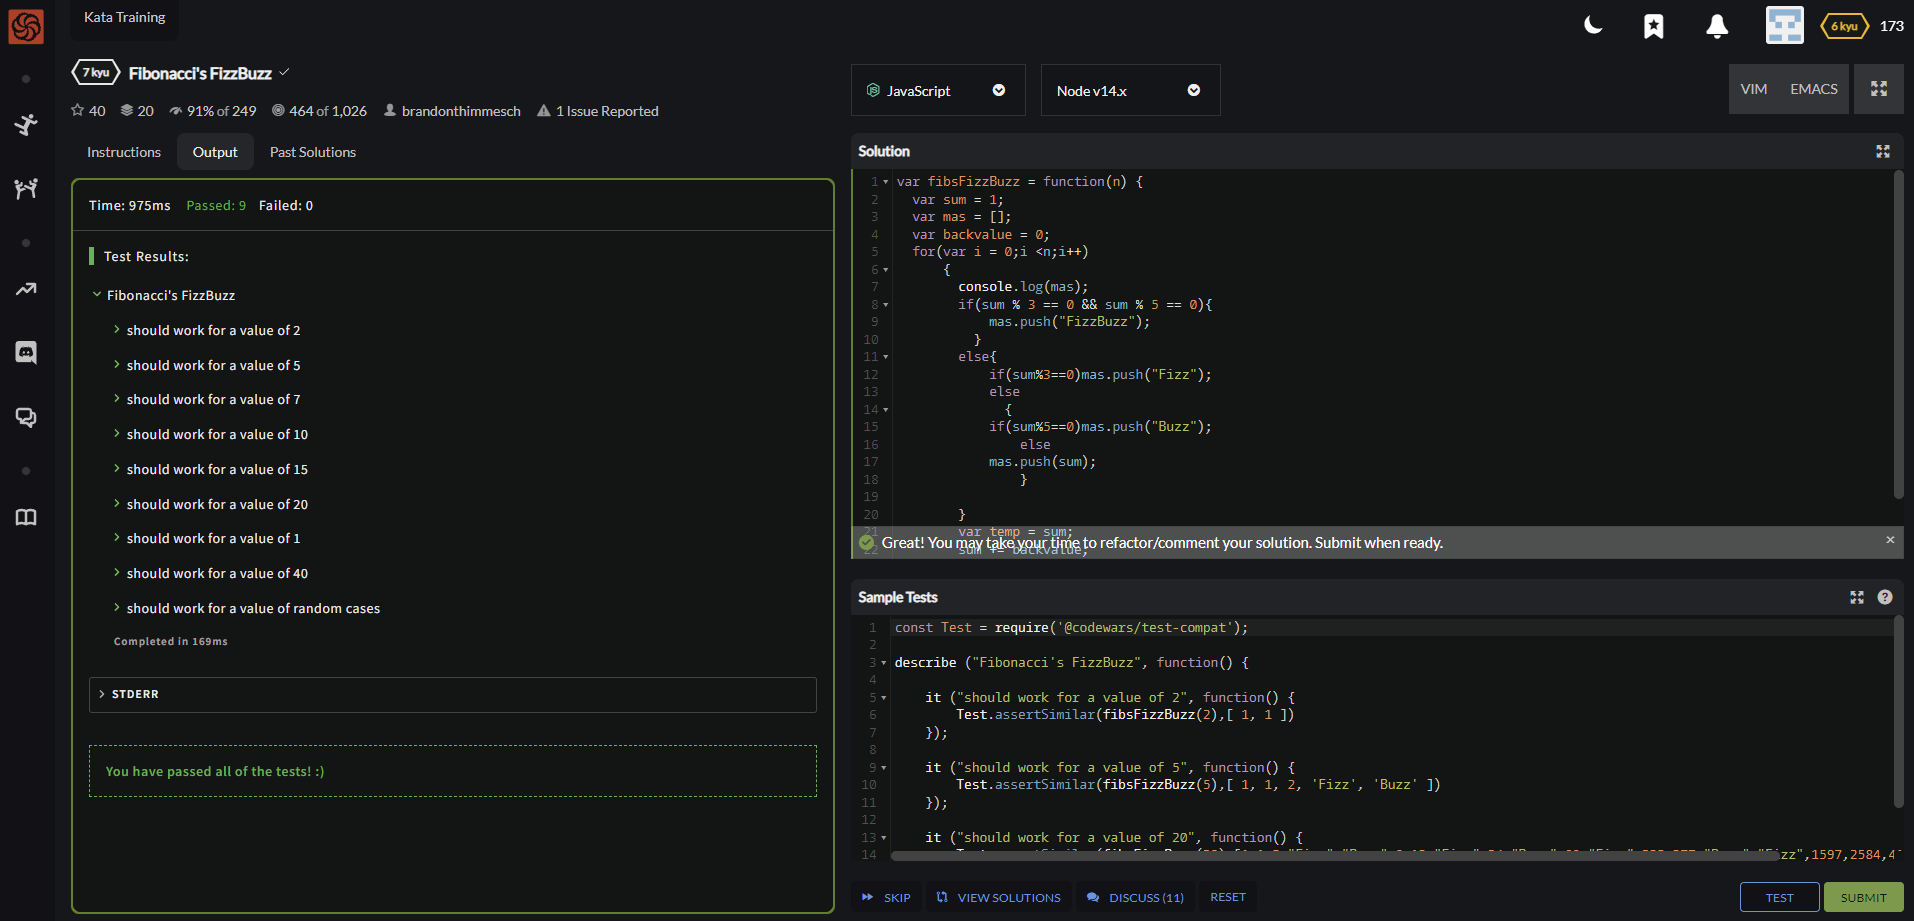 Kata Training
6 kyu 173
7 kyu Fibonacci's FizzBuzz
40 20 91% of 249 464 of 1,026 brandonthimmesch 1 Issue Reported
Instructions Output Past Solutions
Time: 975ms Passed: 9 Failed: 0
Test Results:
Fibonacci's FizzBuzz
should work for a value of 2
should work for a value of 5
should work for a value of 7
should work for a value of 10
should work for a value of 15
should work for a value of 20
should work for a value of 1
should work for a value of 40
should work for a value of random cases
Completed in 169ms
STDERR
You have passed all of the tests! :)
JavaScript Node v14.x VIM EMACS
Solution
1 var fibsFizzBuzz = function(n) {
2 var sum = 1;
3 var mas = [];
4 var backvalue = 0;
5 for(var i = 0;i <n;i++)
6 {
7 console.log(mas);
8 if(sum % 3 == 0 && sum % 5 == 0){
9 mas.push("FizzBuzz");
10 }
11 else{
12 if(sum%3==0)mas.push("Fizz");
13 else
14 {
15 if(sum%5==0)mas.push("Buzz");
16 else
17 mas.push(sum);
18 }
19
20 }
21 var temp = sum;
22 sum += backvalue;
Great! You may take your time to refactor/comment your solution. Submit when ready.
Sample Tests
1 const Test = require('@codewars/test-compat');
2
3 describe ("Fibonacci's FizzBuzz", function() {
4
5 it ("should work for a value of 2", function() {
6 Test.assertSimilar(fibsFizzBuzz(2),[ 1, 1 ])
7 });
8
9 it ("should work for a value of 5", function() {
10 Test.assertSimilar(fibsFizzBuzz(5),[ 1, 1, 2, 'Fizz', 'Buzz' ])
11 });
12
13 it ("should work for a value of 20", function() {
14
SKIP VIEW SOLUTIONS DISCUSS (11) RESET TEST SUBMIT